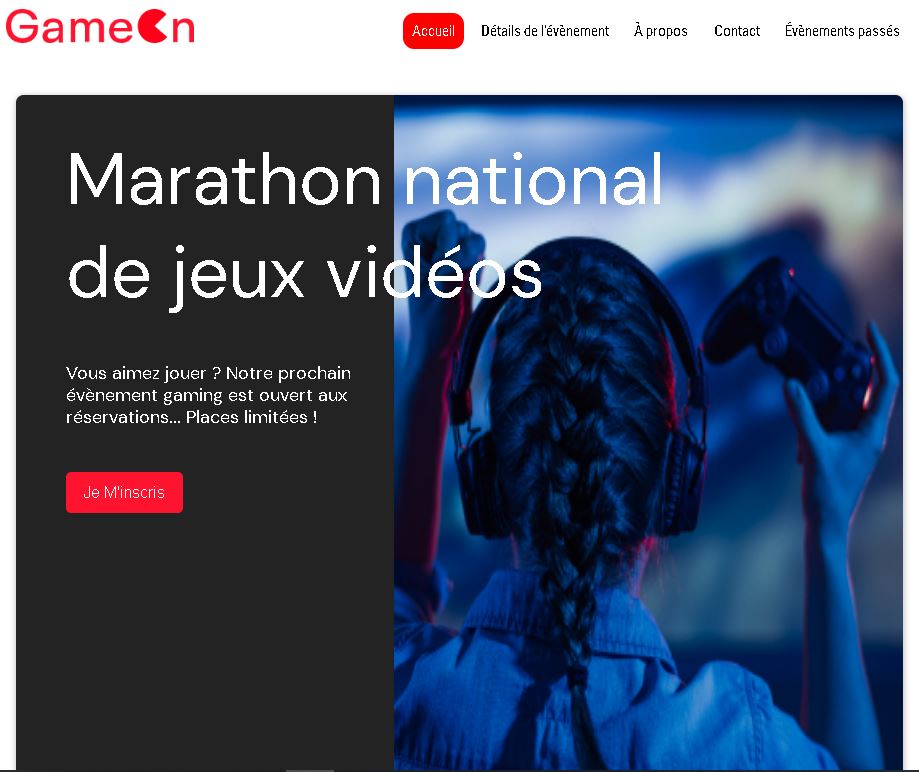 GameOn
Accueil Détails de l'évènement À propos Contact Évènements passés
Marathon national
de jeux vidéos
Vous aimez jouer ? Notre prochain
évènement gaming est ouvert aux
réservations... Places limitées !
Je M'inscris